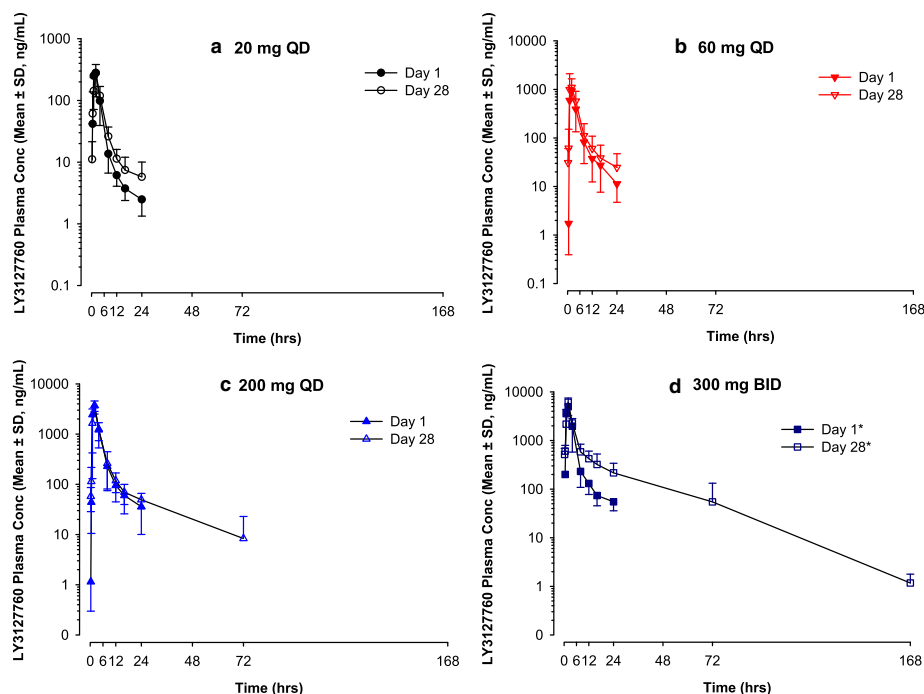 a 20 mg QD
LY3127760 Plasma Conc (Mean ± SD, ng/mL)
1000
100
10
1
0.1
Day 1
Day 28
0 6 12 24 48 72 168
Time (hrs)
b 60 mg QD
LY3127760 Plasma Conc (Mean ± SD, ng/mL)
10000
1000
100
10
1
0.1
Day 1
Day 28
0 6 12 24 48 72 168
Time (hrs)
c 200 mg QD
LY3127760 Plasma Conc (Mean ± SD, ng/mL)
10000
1000
100
10
1
0
Day 1
Day 28
0 6 12 24 48 72 168
Time (hrs)
d 300 mg BID
LY3127760 Plasma Conc (Mean ± SD, ng/mL)
10000
1000
100
10
1
0
Day 1*
Day 28*
0 6 12 24 48 72 168
Time (hrs)